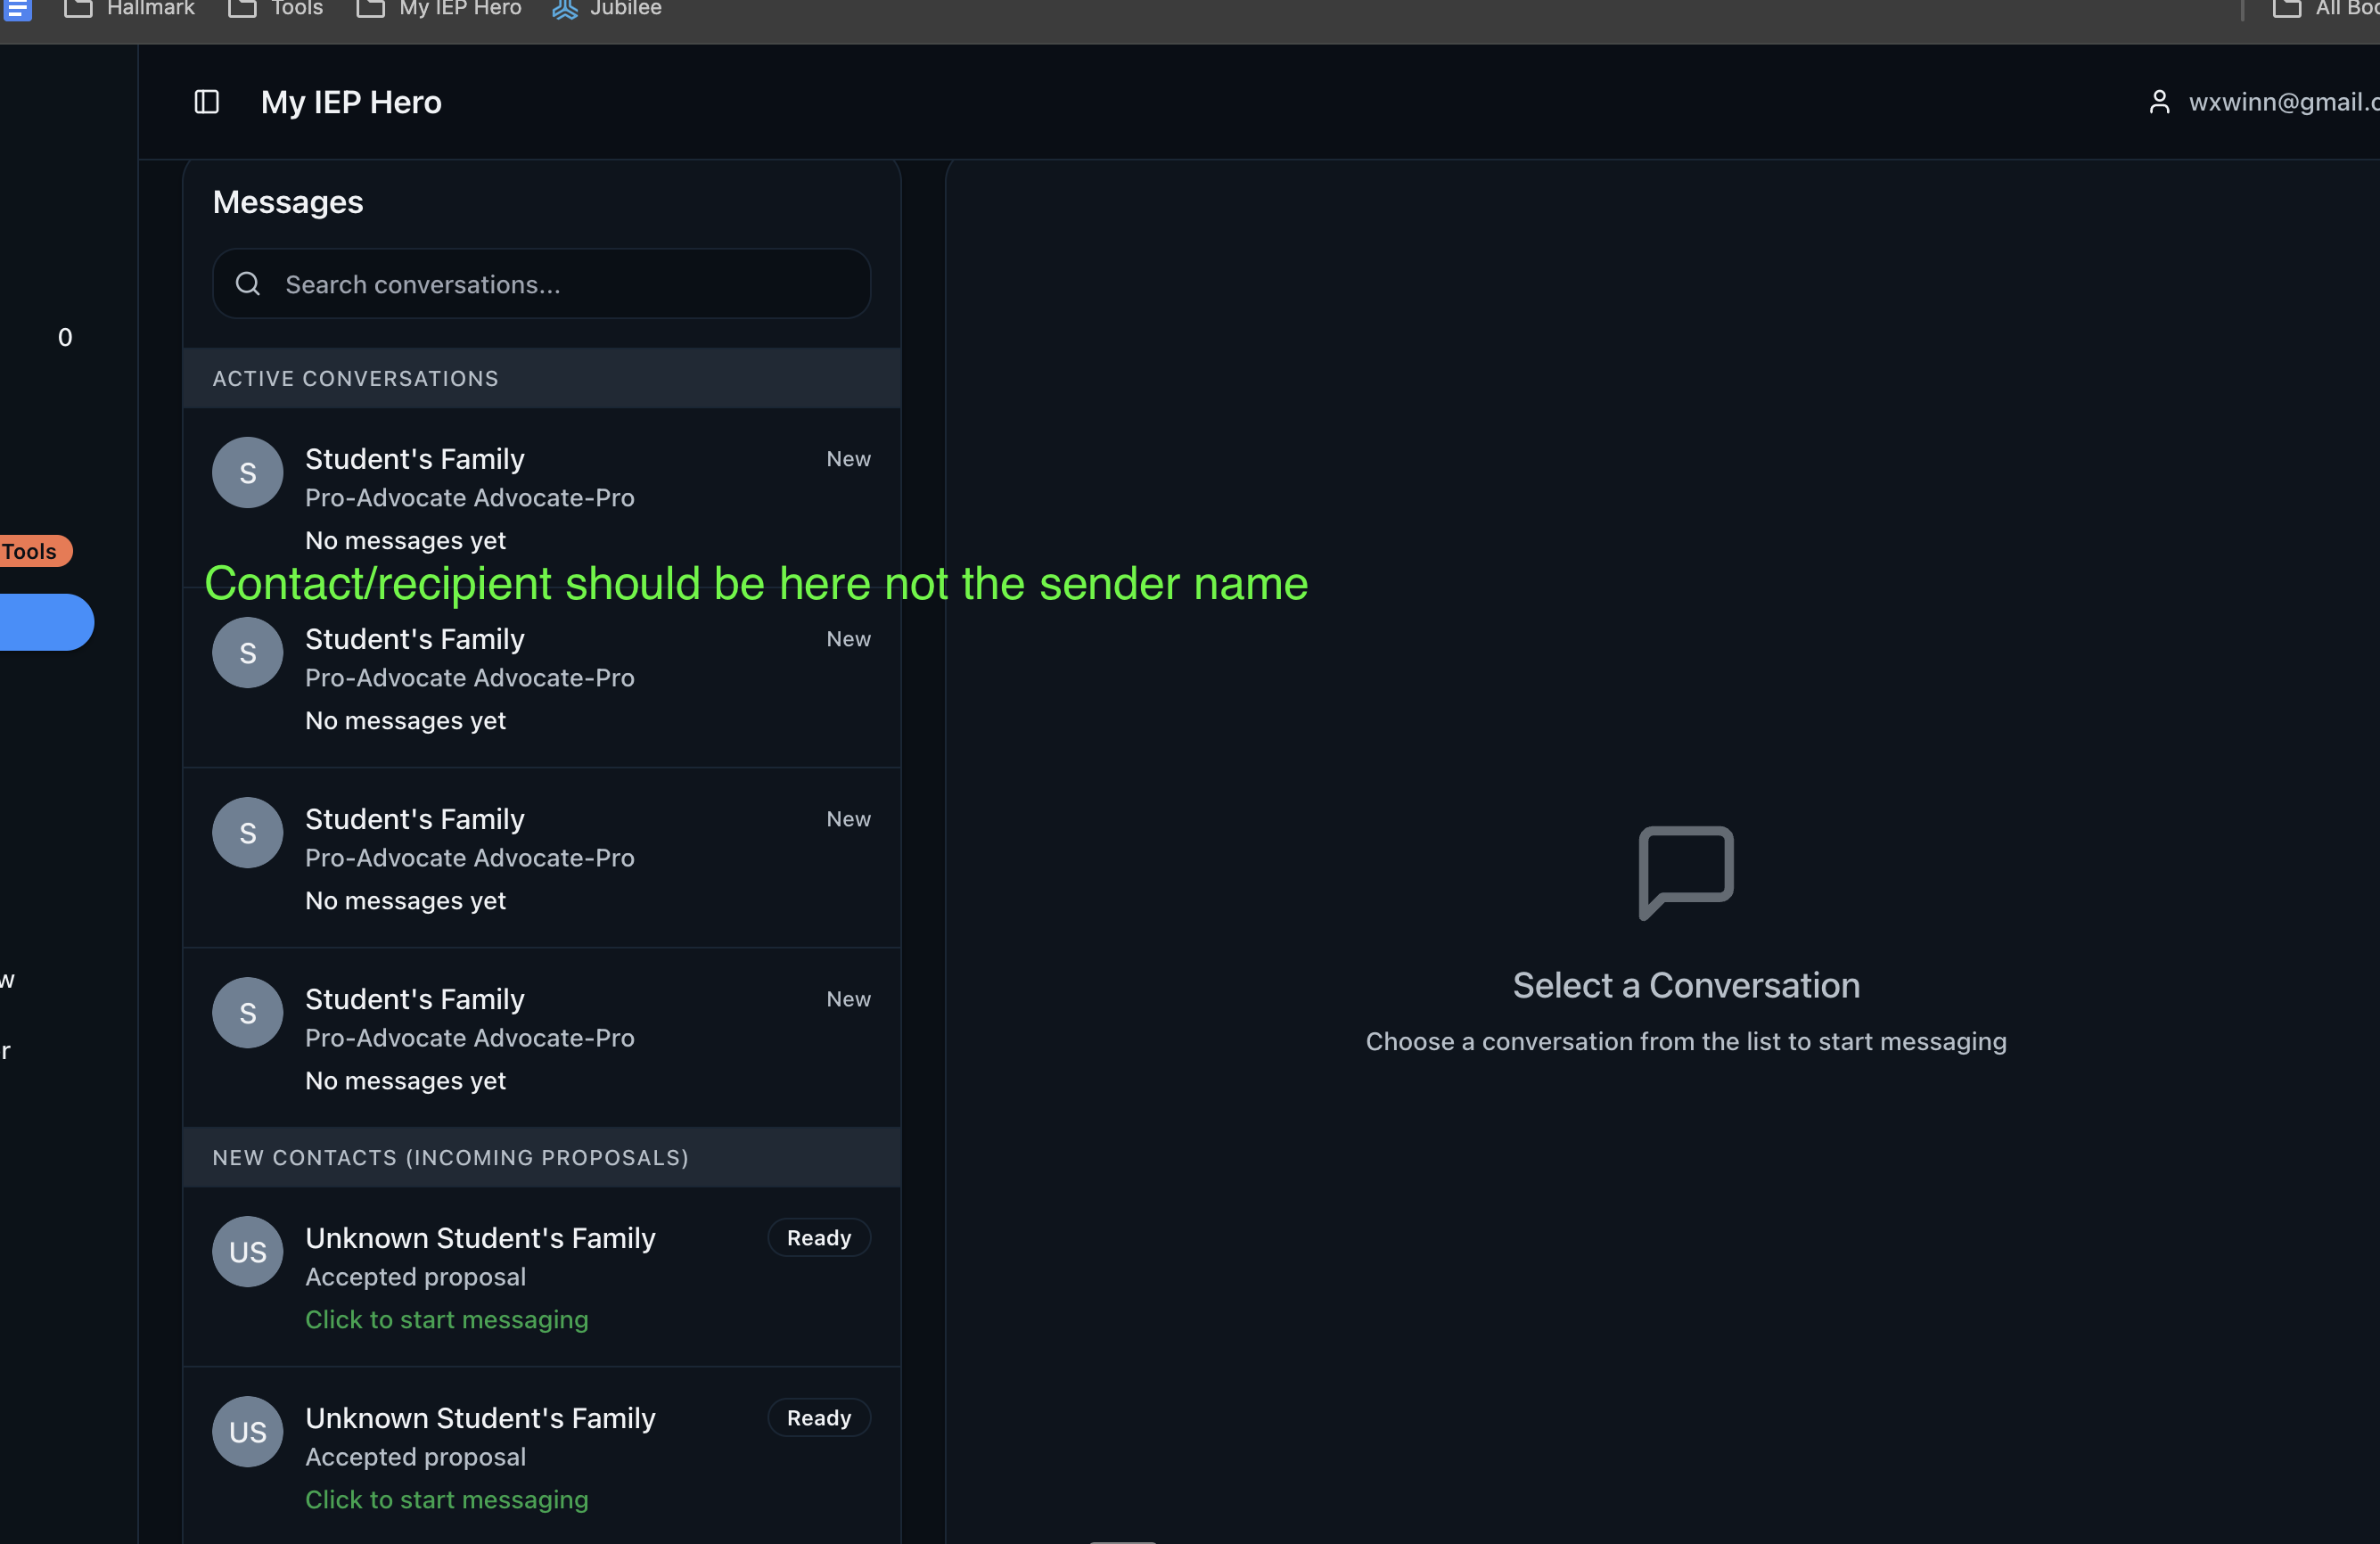 Hallmark Tools My IEP Hero Jubilee All Boo
My IEP Hero wxwinn@gmail.c
Messages
Search conversations...
0
ACTIVE CONVERSATIONS
S Student's Family New
Pro-Advocate Advocate-Pro
No messages yet
Tools
Contact/recipient should be here not the sender name
S Student's Family New
Pro-Advocate Advocate-Pro
No messages yet
S Student's Family New
Pro-Advocate Advocate-Pro
No messages yet
w
S Student's Family New
Pro-Advocate Advocate-Pro
No messages yet
r
Select a Conversation
Choose a conversation from the list to start messaging
NEW CONTACTS (INCOMING PROPOSALS)
US Unknown Student's Family Ready
Accepted proposal
Click to start messaging
US Unknown Student's Family Ready
Accepted proposal
Click to start messaging